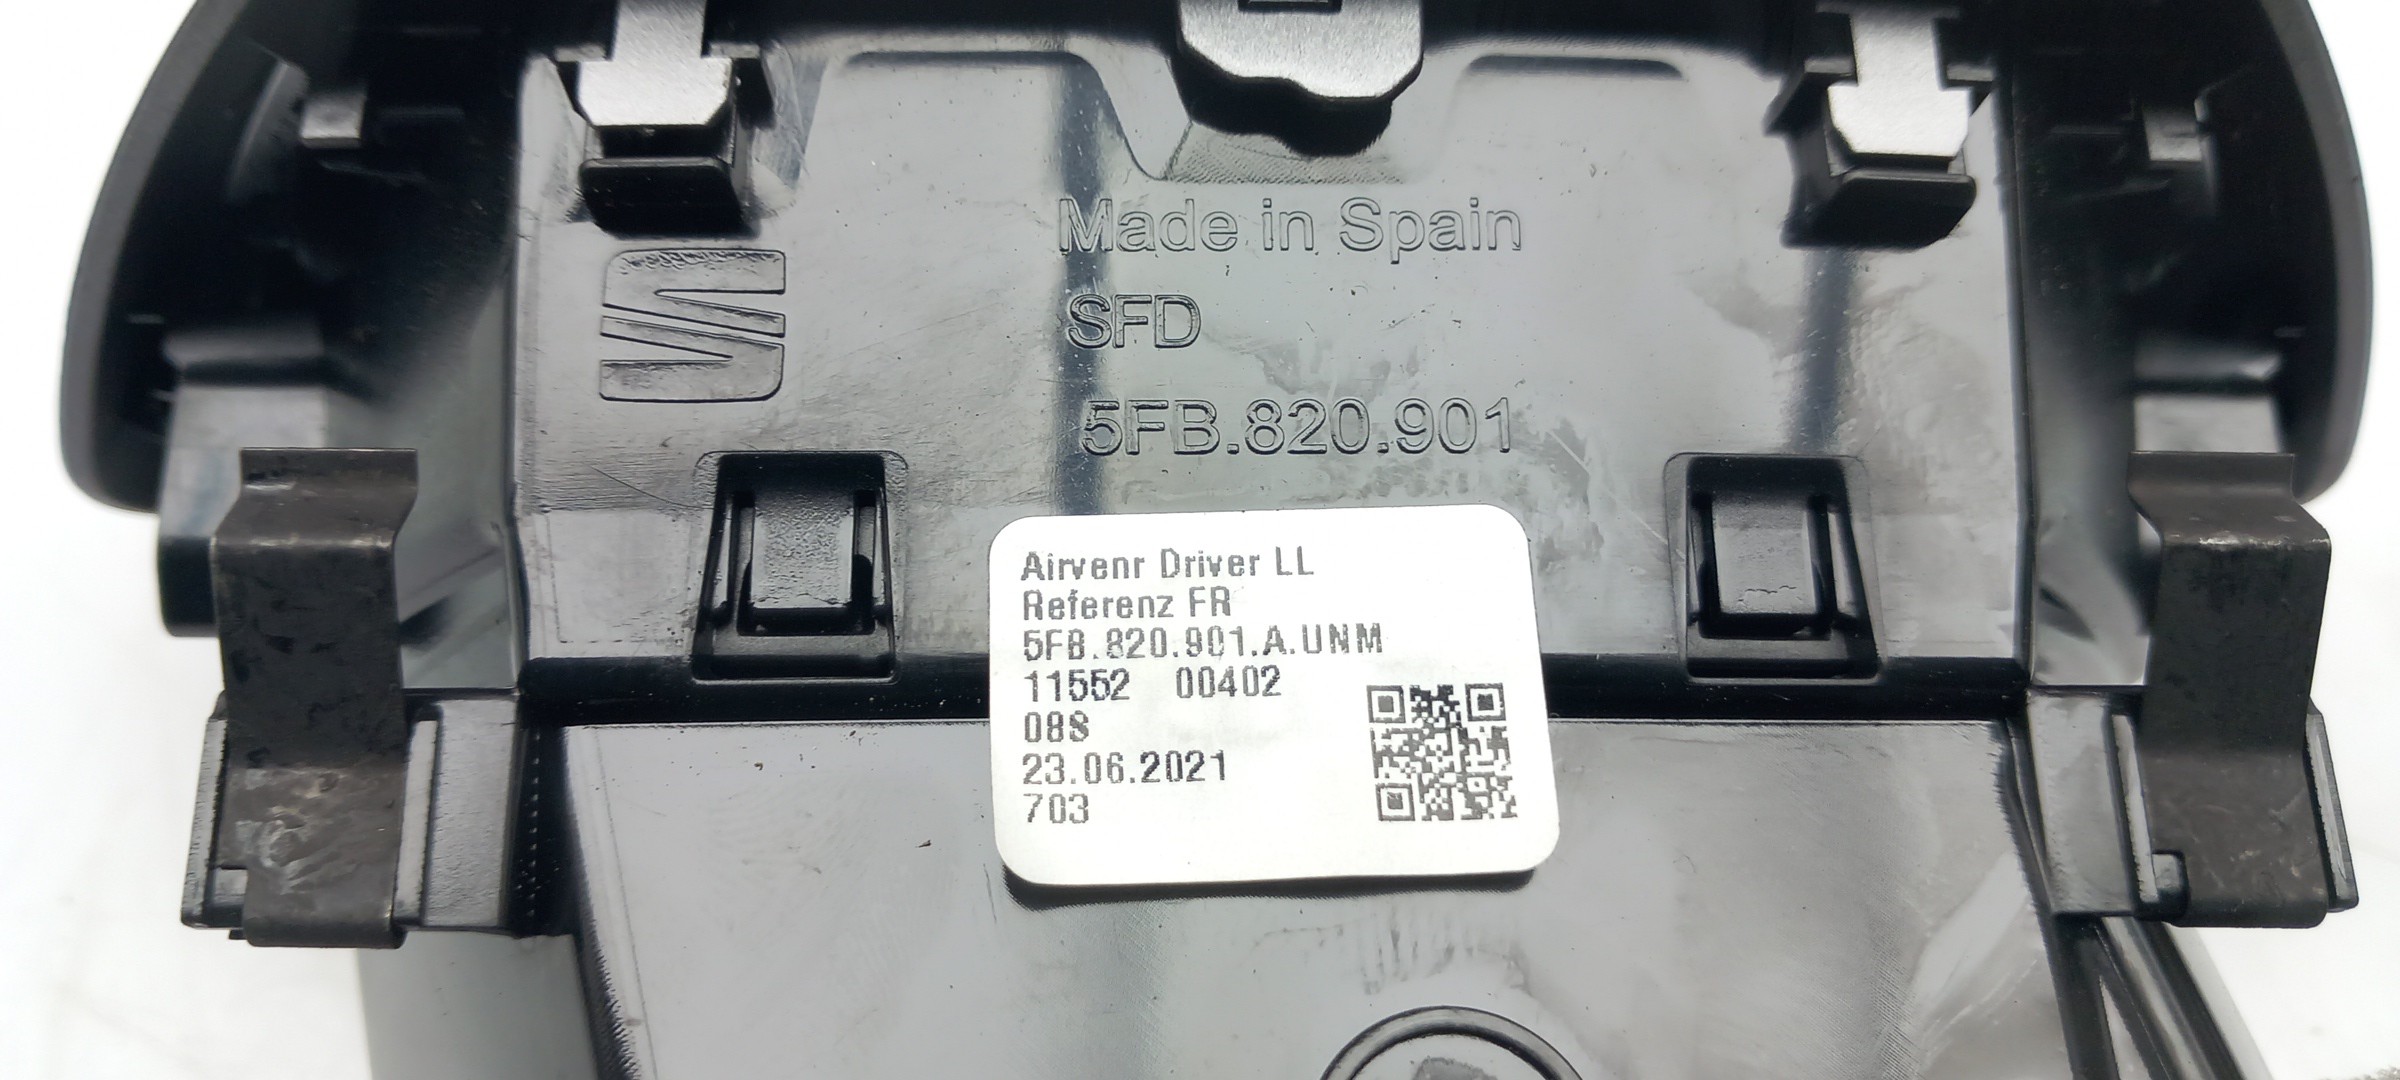 Made in Spain
SFD
5FB.820.901
Airvenr Driver LL
Referenz FR
5FB.820.901.A.UNM
11552 00402
08S
23.06.2021
703